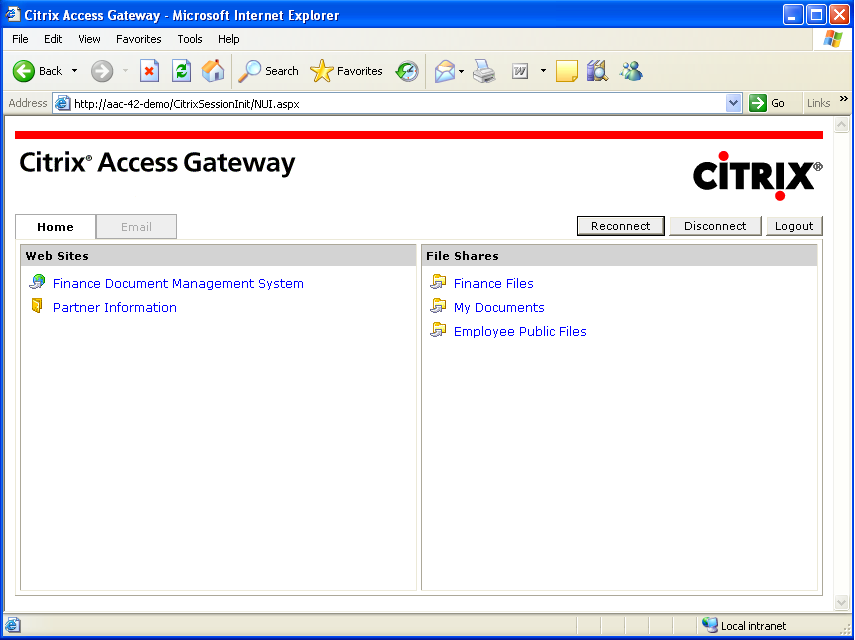 Citrix Access Gateway - Microsoft Internet Explorer
File Edit View Favorites Tools Help
Back Search Favorites W
Address http://aac-42-demo/CitrixSessionInit/NUI.aspx Go Links »
Citrix® Access Gateway
CITRIX®
Home Email Reconnect Disconnect Logout
Web Sites
Finance Document Management System
Partner Information
File Shares
Finance Files
My Documents
Employee Public Files
Local intranet